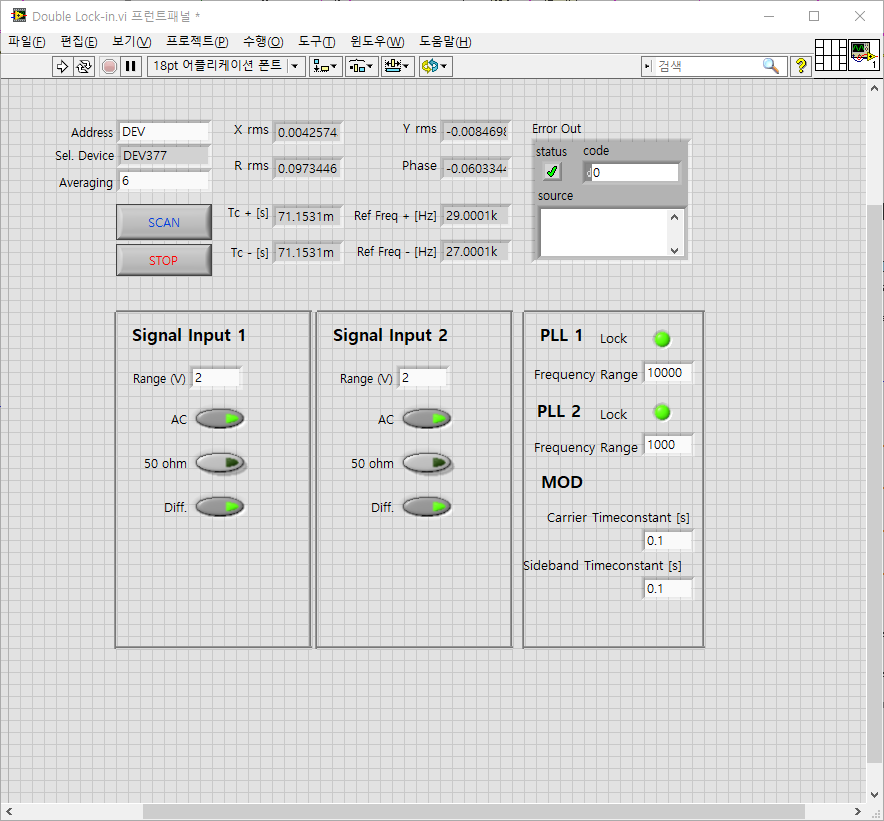 Double Lock-in.vi 프런트패널 *
파일(F) 편집(E) 보기(V) 프로젝트(P) 수행(O) 도구(T) 윈도우(W) 도움말(H)
18pt 어플리케이션 폰트 검색 ? 1
Address DEV X rms 0.0042574 Y rms -0.0084698 Error Out
Sel. Device DEV377 status code
R rms 0.0973446 Phase -0.0603344 0
Averaging 6 source
SCAN Tc + [s] 71.1531m Ref Freq + [Hz] 29.0001k
STOP Tc - [s] 71.1531m Ref Freq - [Hz] 27.0001k
Signal Input 1 Signal Input 2 PLL 1 Lock
Range (V) 2 Range (V) 2 Frequency Range 10000
AC AC PLL 2 Lock
50 ohm 50 ohm Frequency Range 1000
MOD
Diff. Diff. Carrier Timeconstant [s]
0.1
Sideband Timeconstant [s]
0.1